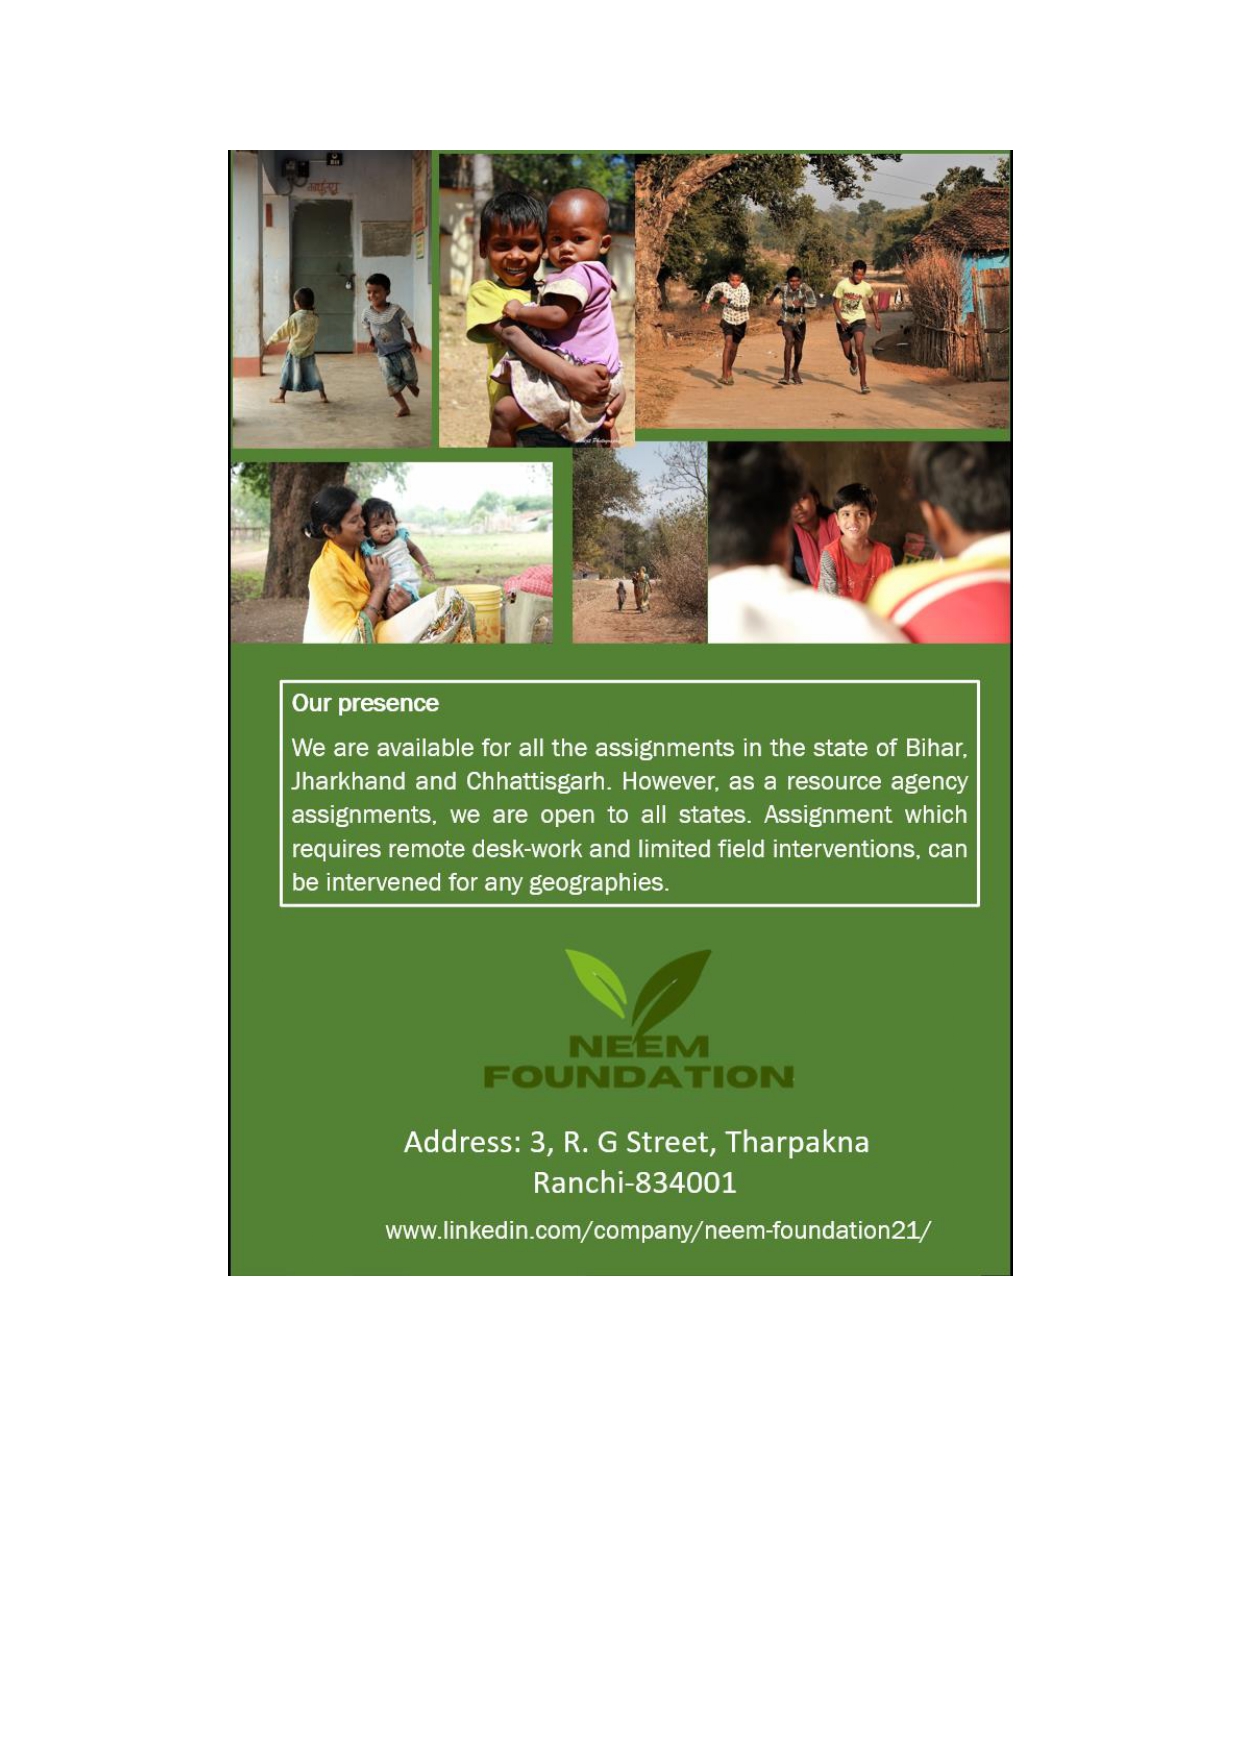 Our presence
We are available for all the assignments in the state of Bihar,
Jharkhand and Chhattisgarh. However, as a resource agency
assignments, we are open to all states. Assignment which
requires remote desk-work and limited field interventions, can
be intervened for any geographies.
NEEM
FOUNDATION
Address: 3, R. G Street, Tharpakna
Ranchi-834001
www.linkedin.com/company/neem-foundation21/